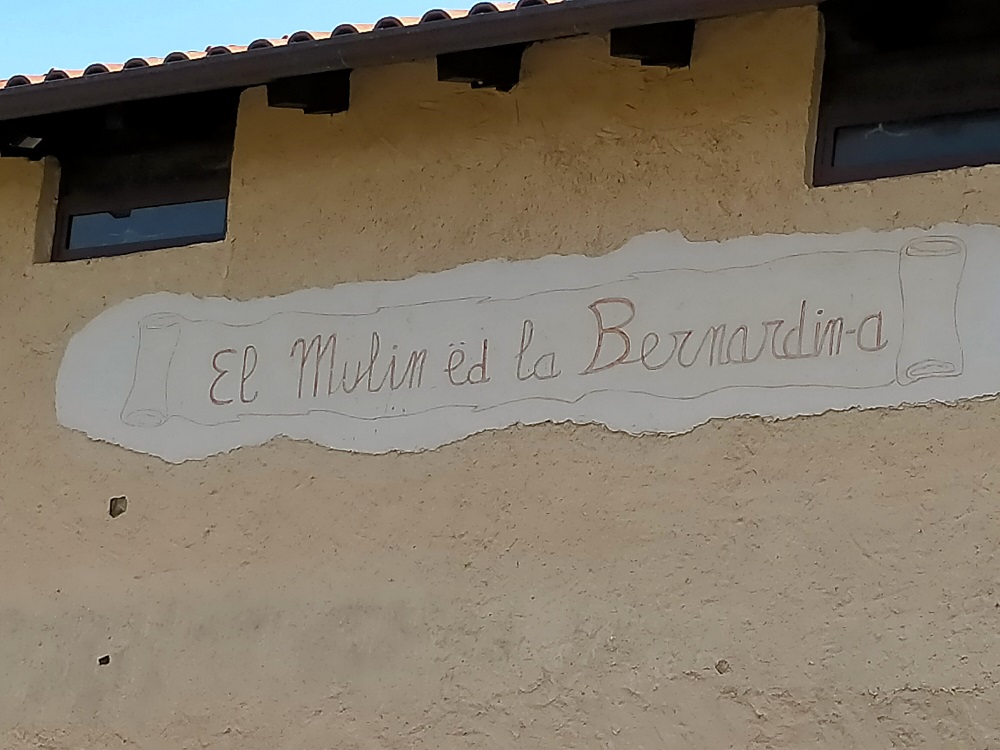 El Mulin ëd la Bernardin-a